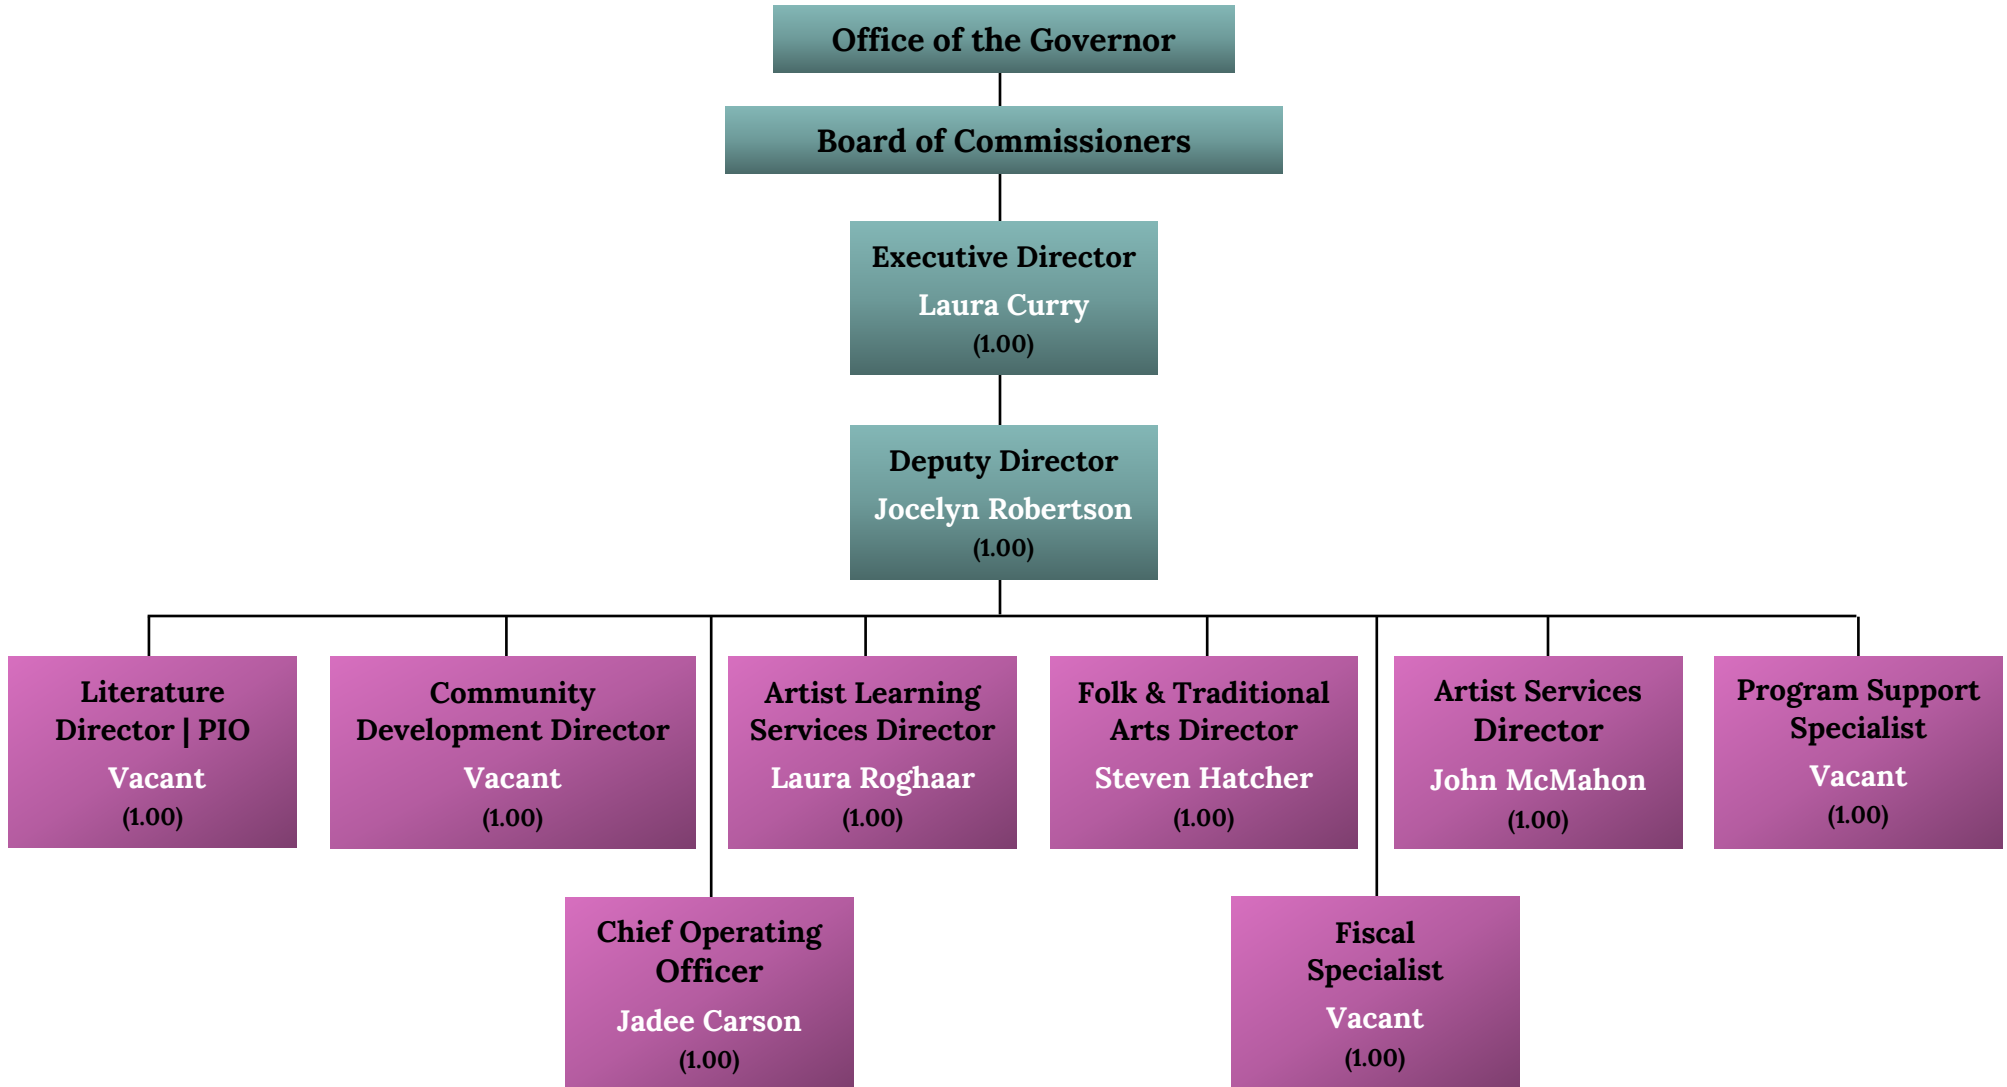 Office of the Governor
Board of Commissioners
Executive Director
Laura Curry
(1.00)
Deputy Director
Jocelyn Robertson
(1.00)
Literature
Director | PIO
Vacant
(1.00)
Community
Development Director
Vacant
(1.00)
Artist Learning
Services Director
Laura Roghaar
(1.00)
Folk & Traditional
Arts Director
Steven Hatcher
(1.00)
Artist Services
Director
John McMahon
(1.00)
Program Support
Specialist
Vacant
(1.00)
Chief Operating
Officer
Jadee Carson
(1.00)
Fiscal
Specialist
Vacant
(1.00)